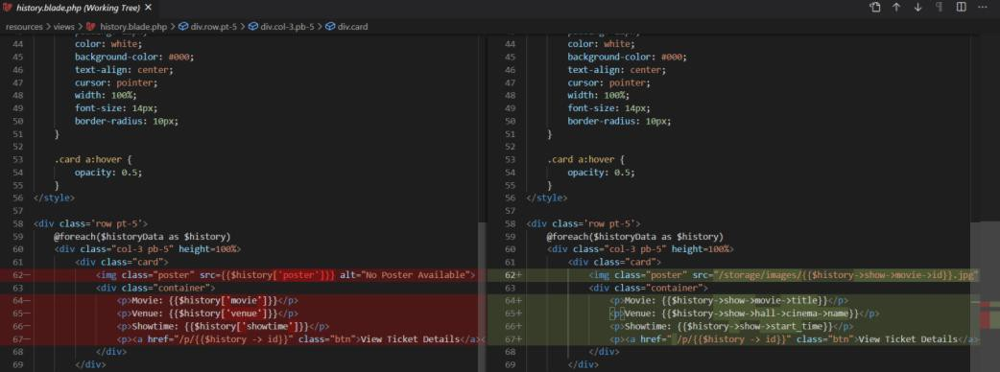 history.blade.php (Working Tree) ×
resources > views > history.blade.php > div.row.pt-5 > div.col-3.pb-5 > div.card
44 color: white;
45 background-color: #000;
46 text-align: center;
47 cursor: pointer;
48 width: 100%;
49 font-size: 14px;
50 border-radius: 10px;
51 }
52
53 .card a:hover {
54 opacity: 0.5;
55 }
56 </style>
57
58 <div class='row pt-5'>
59 @foreach($historyData as $history)
60 <div class="col-3 pb-5" height=100%>
61 <div class="card">
62− <img class="poster" src={{$history['poster']}} alt="No Poster Available">
63 <div class="container">
64− <p>Movie: {{$history['movie']}}</p>
65− <p>Venue: {{$history['venue']}}</p>
66− <p>Showtime: {{$history['showtime']}}</p>
67− <p><a href="/p/{{$history -> id}}" class="btn">View Ticket Details</a>
68 </div>
69 </div>
44 color: white;
45 background-color: #000;
46 text-align: center;
47 cursor: pointer;
48 width: 100%;
49 font-size: 14px;
50 border-radius: 10px;
51 }
52
53 .card a:hover {
54 opacity: 0.5;
55 }
56 </style>
57
58 <div class='row pt-5'>
59 @foreach($historyData as $history)
60 <div class="col-3 pb-5" height=100%>
61 <div class="card">
62+ <img class="poster" src="/storage/images/{{$history->show->movie->id}}.jpg"
63 <div class="container">
64+ <p>Movie: {{$history->show->movie->title}}</p>
65+ <p>Venue: {{$history->show->hall->cinema->name}}</p>
66+ <p>Showtime: {{$history->show->start_time}}</p>
67+ <p><a href=" /p/{{$history -> id}}" class="btn">View Ticket Details</a>
68 </div>
69 </div>